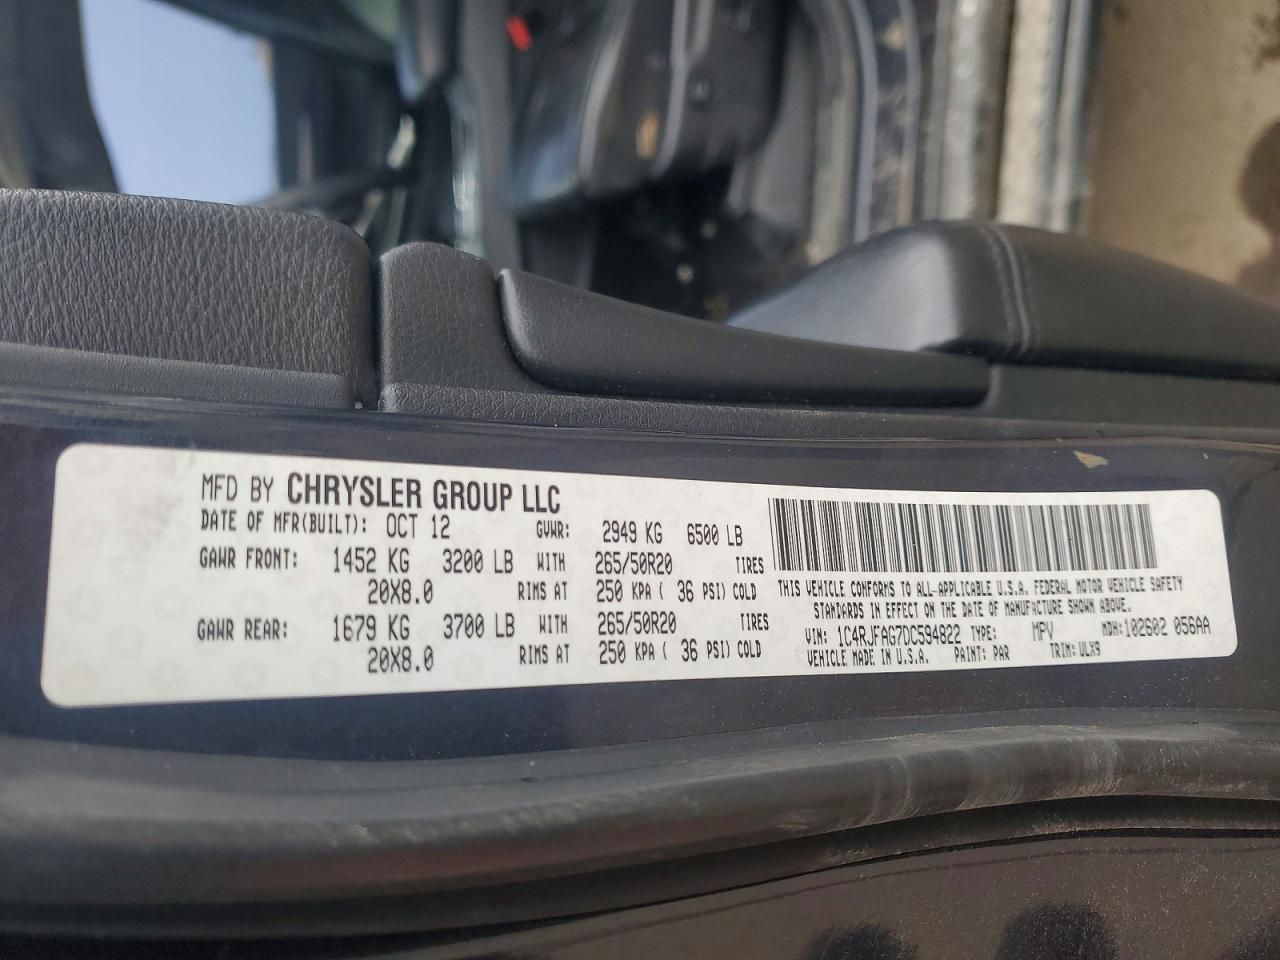 MFD BY CHRYSLER GROUP LLC
DATE OF MFR(BUILT): OCT 12 GVWR: 2949 KG 6500 LB
GAWR FRONT: 1452 KG 3200 LB WITH 265/50R20 TIRES
20X8.0 RIMS AT 250 KPA ( 36 PSI) COLD
GAWR REAR: 1679 KG 3700 LB WITH 265/50R20 TIRES
20X8.0 RIMS AT 250 KPA ( 36 PSI) COLD
THIS VEHICLE CONFORMS TO ALL-APPLICABLE U.S.A. FEDERAL MOTOR VEHICLE SAFETY
STANDARDS IN EFFECT ON THE DATE OF MANUFACTURE SHOWN ABOVE.
VIN: 1C4RJFAG7DC594822 TYPE: MPV MDH:102602 056AA
VEHICLE MADE IN U.S.A. PAINT: PAR TRIM: ULX9